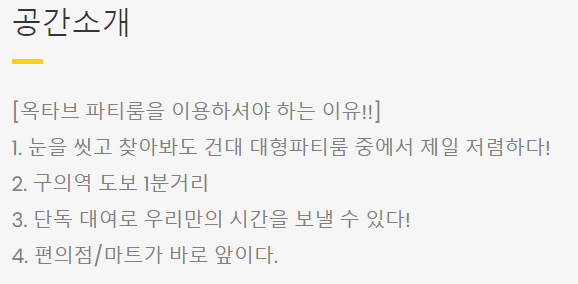 공간소개
[옥타브 파티룸을 이용하셔야 하는 이유!!]
1. 눈을 씻고 찾아봐도 건대 대형파티룸 중에서 제일 저렴하다!
2. 구의역 도보 1분거리
3. 단독 대여로 우리만의 시간을 보낼 수 있다!
4. 편의점/마트가 바로 앞이다.